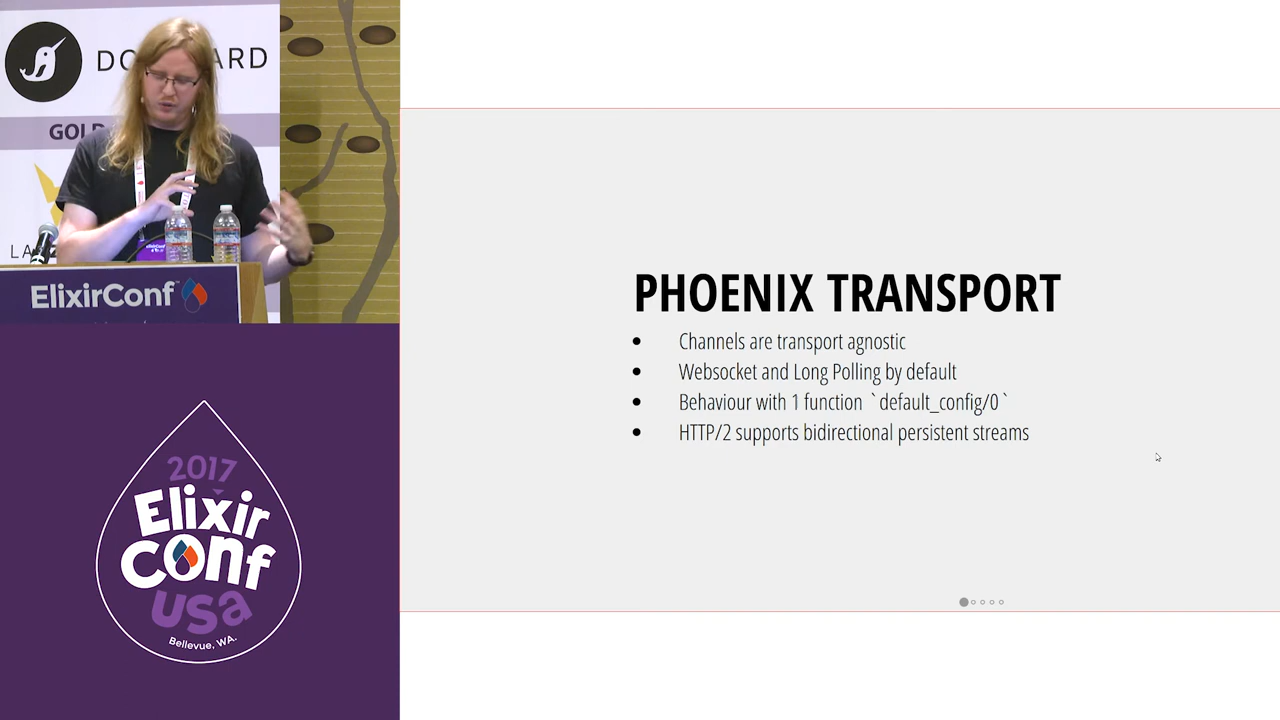 GOLD
ElixirConf
2017
Elixir
Conf
USA
Bellevue, WA.
PHOENIX TRANSPORT
• Channels are transport agnostic
• Websocket and Long Polling by default
• Behaviour with 1 function `default_config/0`
• HTTP/2 supports bidirectional persistent streams